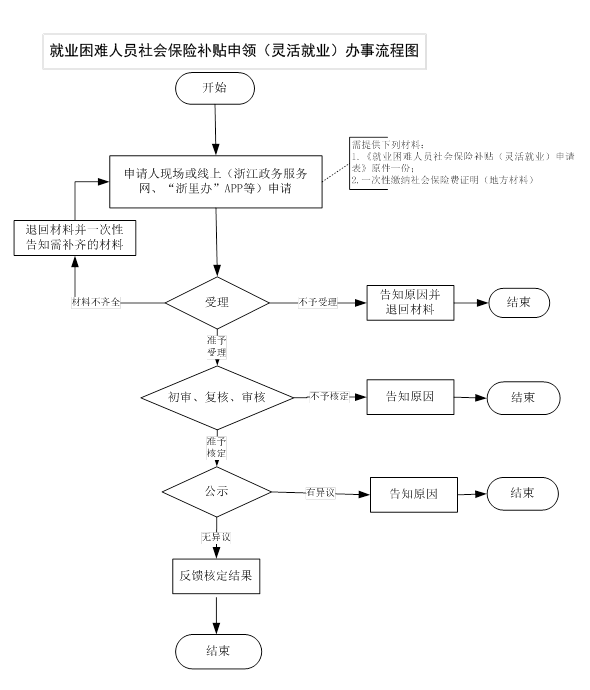 就业困难人员社会保险补贴申领（灵活就业）办事流程图
开始
需提供下列材料：
1.《就业困难人员社会保险补贴（灵活就业）申请
表》原件一份；
2.一次性缴纳社会保险费证明（地方材料）
申请人现场或线上（浙江政务服务
网、“浙里办”APP等）申请
退回材料并一次性
告知需补齐的材料
材料不齐全
受理
不予受理
告知原因并
退回材料
结束
准予
受理
初审、复核、审核
不予核定
告知原因
结束
准予
核定
公示
有异议
告知原因
结束
无异议
反馈核定结果
结束